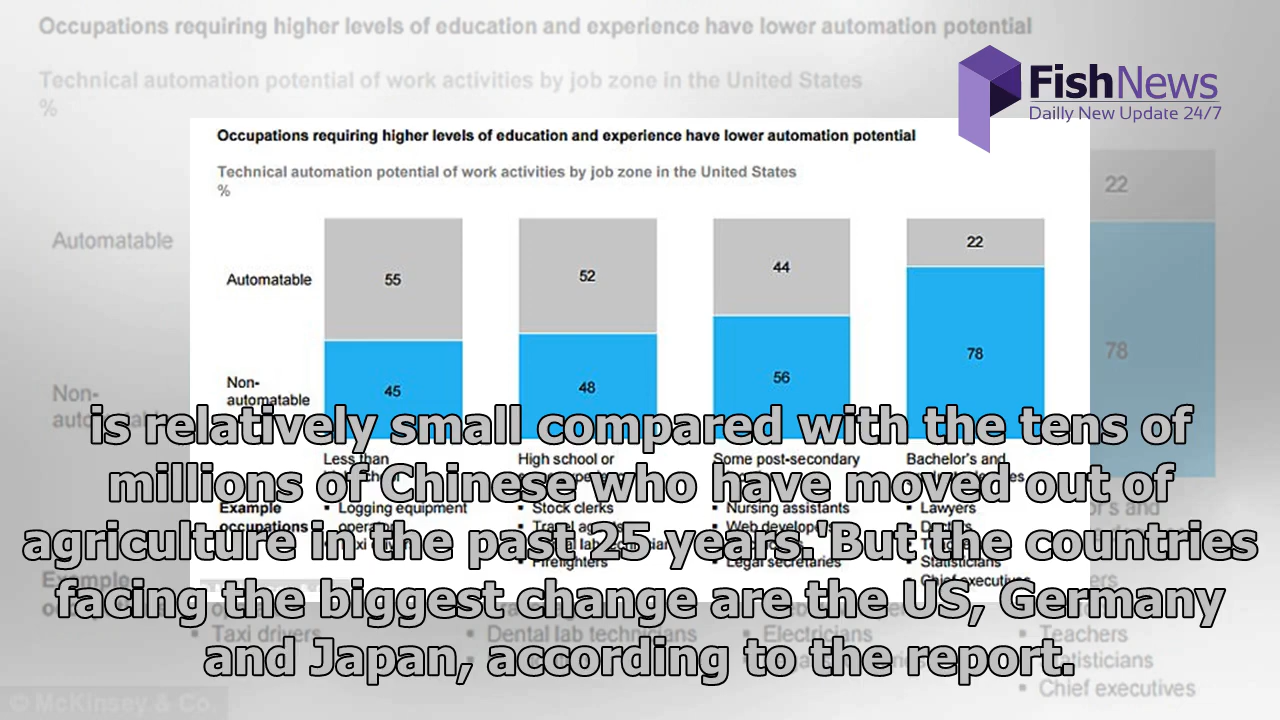 Occupations requiring higher levels of education and experience have lower automation potential
Technical automation potential of work activities by job zone in the United States
%
FishNews
Dailly New Update 24/7
Occupations requiring higher levels of education and experience have lower automation potential
Technical automation potential of work activities by job zone in the United States
%
22
Automatable
Automatable
55
52
44
22
78
Non-
Non-
automatable
45
48
56
78
is relatively small compared with the tens of
millions of Chinese who have moved out of
agriculture in the past 25 years.'But the countries
facing the biggest change are the US, Germany
and Japan, according to the report.
Less than
High school or
Some post-secondary
Bachelor's and
Example
occupations
▪ Logging equipment
▪ Stock clerks
▪ Nursing assistants
▪ Lawyers
▪ Firefighters
▪ Legal secretaries
▪ Statisticians
▪ Chief executives
▪ Taxi drivers
▪ Dental lab technicians
▪ Electricians
▪ Teachers
Statisticians
▪ Chief executives
© McKinsey & Co.